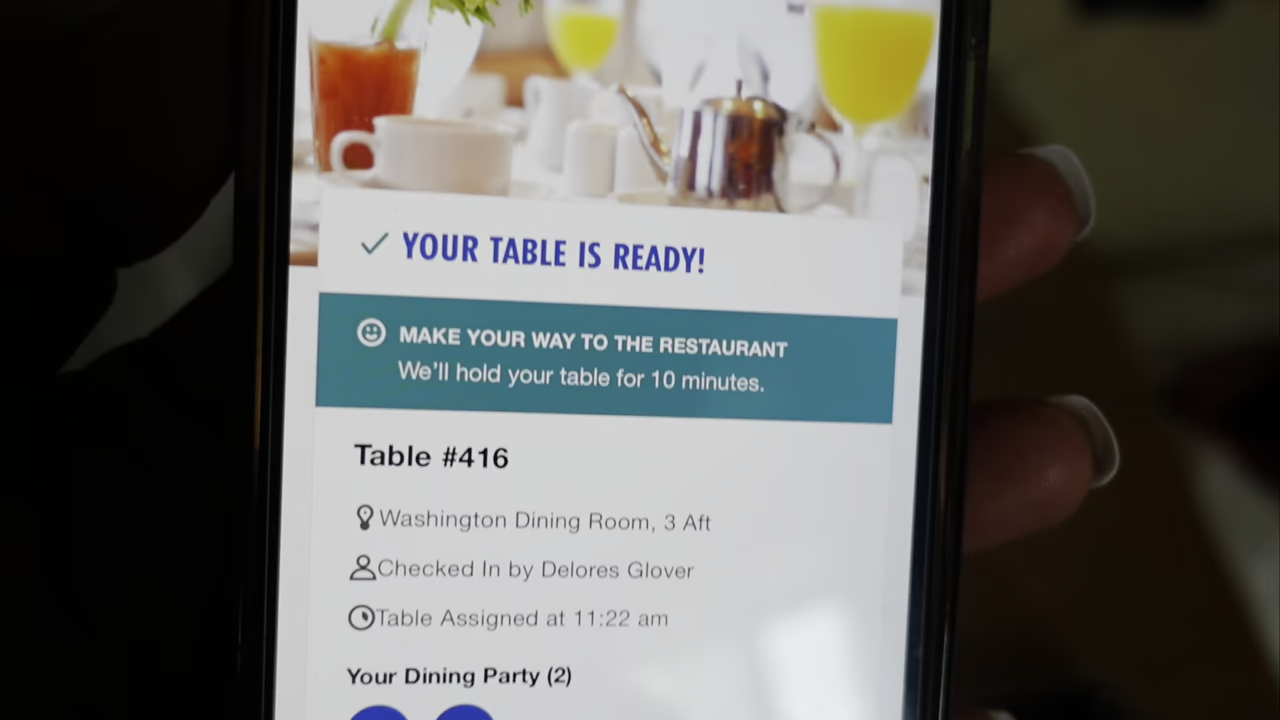 YOUR TABLE IS READY!
MAKE YOUR WAY TO THE RESTAURANT
We'll hold your table for 10 minutes.
Table #416
Washington Dining Room, 3 Aft
Checked In by Delores Glover
Table Assigned at 11:22 am
Your Dining Party (2)